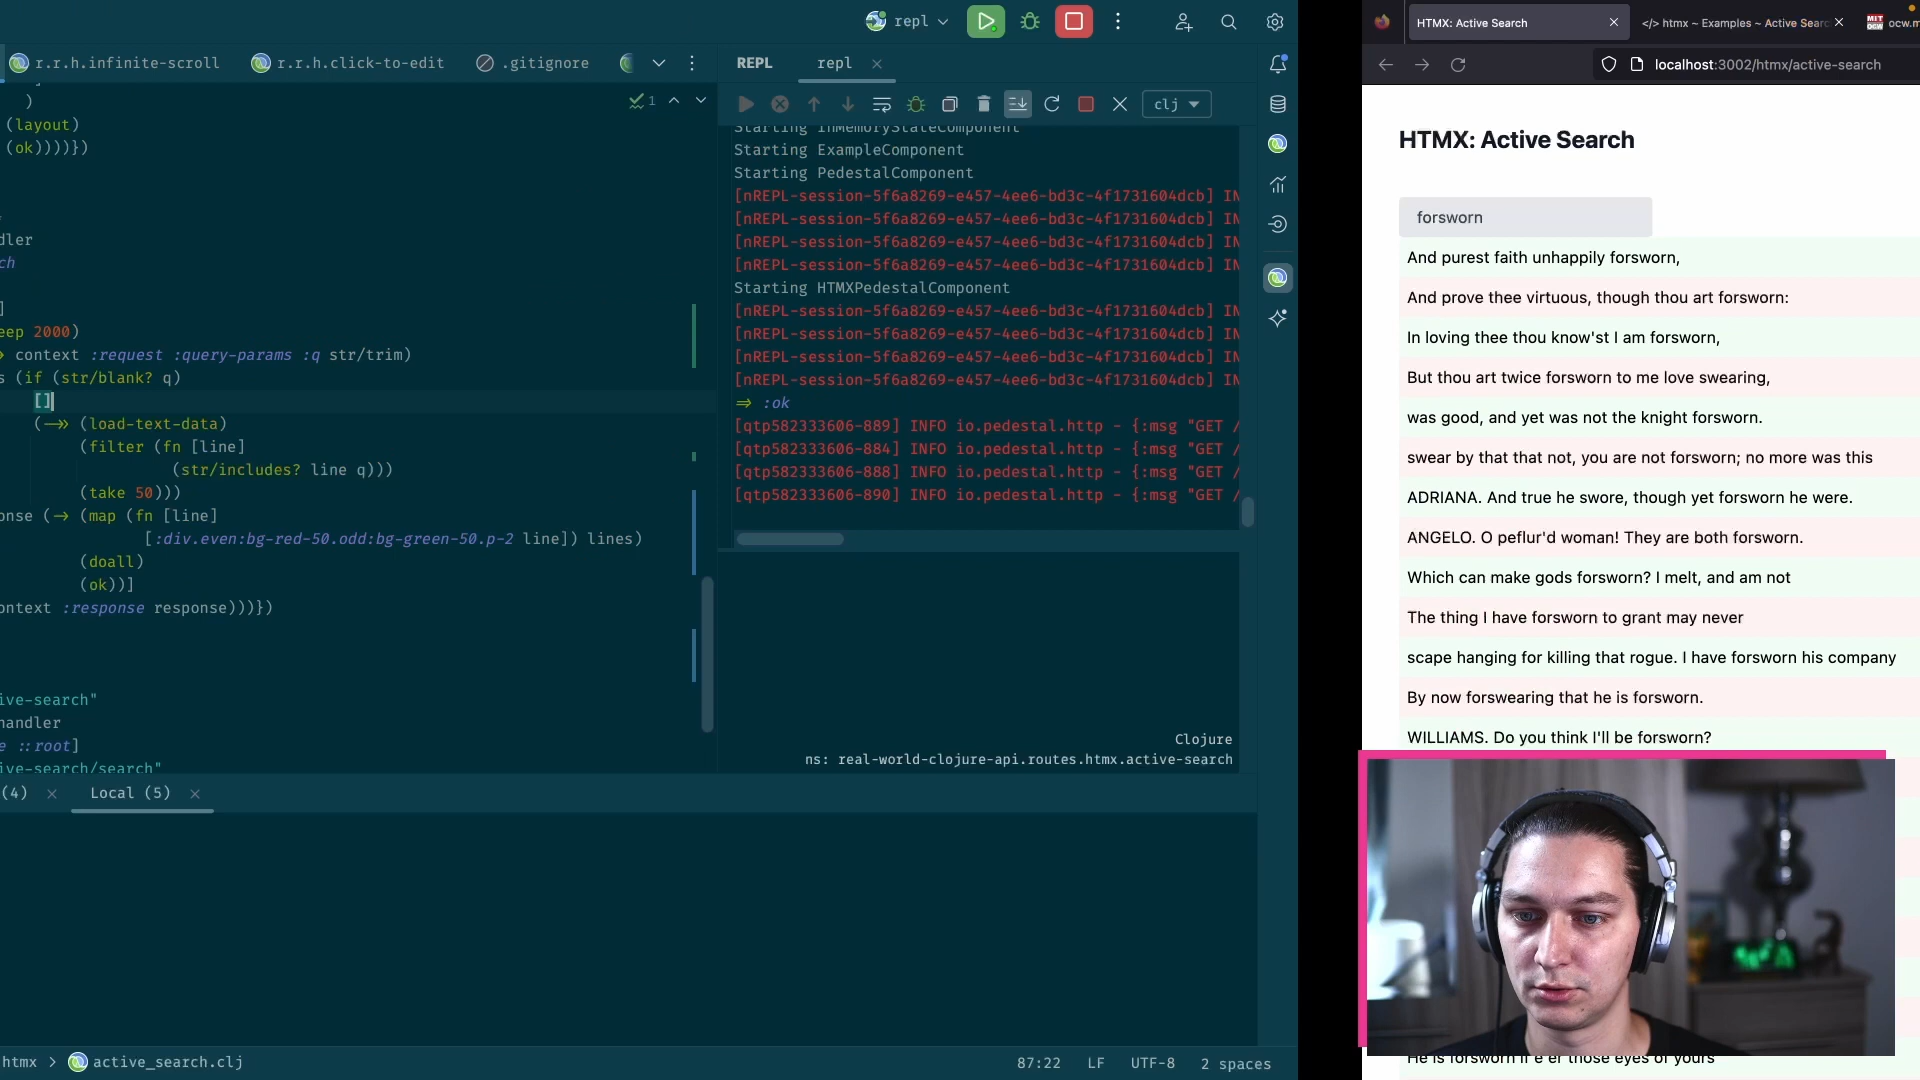 repl
r.r.h.infinite-scroll
r.r.h.click-to-edit
.gitignore
1
)
(layout)
(ok))))})
dler
ch
]
eep 2000)
context :request :query-params :q str/trim)
s (if (str/blank? q)
[]
(->> (load-text-data)
(filter (fn [line]
(str/includes? line q)))
(take 50)))
onse (-> (map (fn [line]
[:div.even:bg-red-50.odd:bg-green-50.p-2 line]) lines)
(doall)
(ok))]
ontext :response response)))})
ive-search"
handler
e ::root]
ive-search/search"
REPL
repl
clj
Starting InMemoryStateComponent
Starting ExampleComponent
Starting PedestalComponent
[nREPL-session-5f6a8269-e457-4ee6-bd3c-4f1731604dcb] IN
[nREPL-session-5f6a8269-e457-4ee6-bd3c-4f1731604dcb] IN
[nREPL-session-5f6a8269-e457-4ee6-bd3c-4f1731604dcb] IN
[nREPL-session-5f6a8269-e457-4ee6-bd3c-4f1731604dcb] IN
Starting HTMXPedestalComponent
[nREPL-session-5f6a8269-e457-4ee6-bd3c-4f1731604dcb] IN
[nREPL-session-5f6a8269-e457-4ee6-bd3c-4f1731604dcb] IN
[nREPL-session-5f6a8269-e457-4ee6-bd3c-4f1731604dcb] IN
[nREPL-session-5f6a8269-e457-4ee6-bd3c-4f1731604dcb] IN
=> :ok
[qtp582333606-889] INFO io.pedestal.http - {:msg "GET /
[qtp582333606-884] INFO io.pedestal.http - {:msg "GET /
[qtp582333606-888] INFO io.pedestal.http - {:msg "GET /
[qtp582333606-890] INFO io.pedestal.http - {:msg "GET /
Clojure
ns: real-world-clojure-api.routes.htmx.active-search
(4)
Local (5)
htmx > active_search.clj
87:22
LF
UTF-8
2 spaces
HTMX: Active Search
</> htmx ~ Examples ~ Active Searc
MIT
OCW
ocw.m
localhost:3002/htmx/active-search
HTMX: Active Search
forsworn
And purest faith unhappily forsworn,
And prove thee virtuous, though thou art forsworn:
In loving thee thou know'st I am forsworn,
But thou art twice forsworn to me love swearing,
was good, and yet was not the knight forsworn.
swear by that that not, you are not forsworn; no more was this
ADRIANA. And true he swore, though yet forsworn he were.
ANGELO. O peflur'd woman! They are both forsworn.
Which can make gods forsworn? I melt, and am not
The thing I have forsworn to grant may never
scape hanging for killing that rogue. I have forsworn his company
By now forswearing that he is forsworn.
WILLIAMS. Do you think I'll be forsworn?
He is forsworn if e'er those eyes of yours